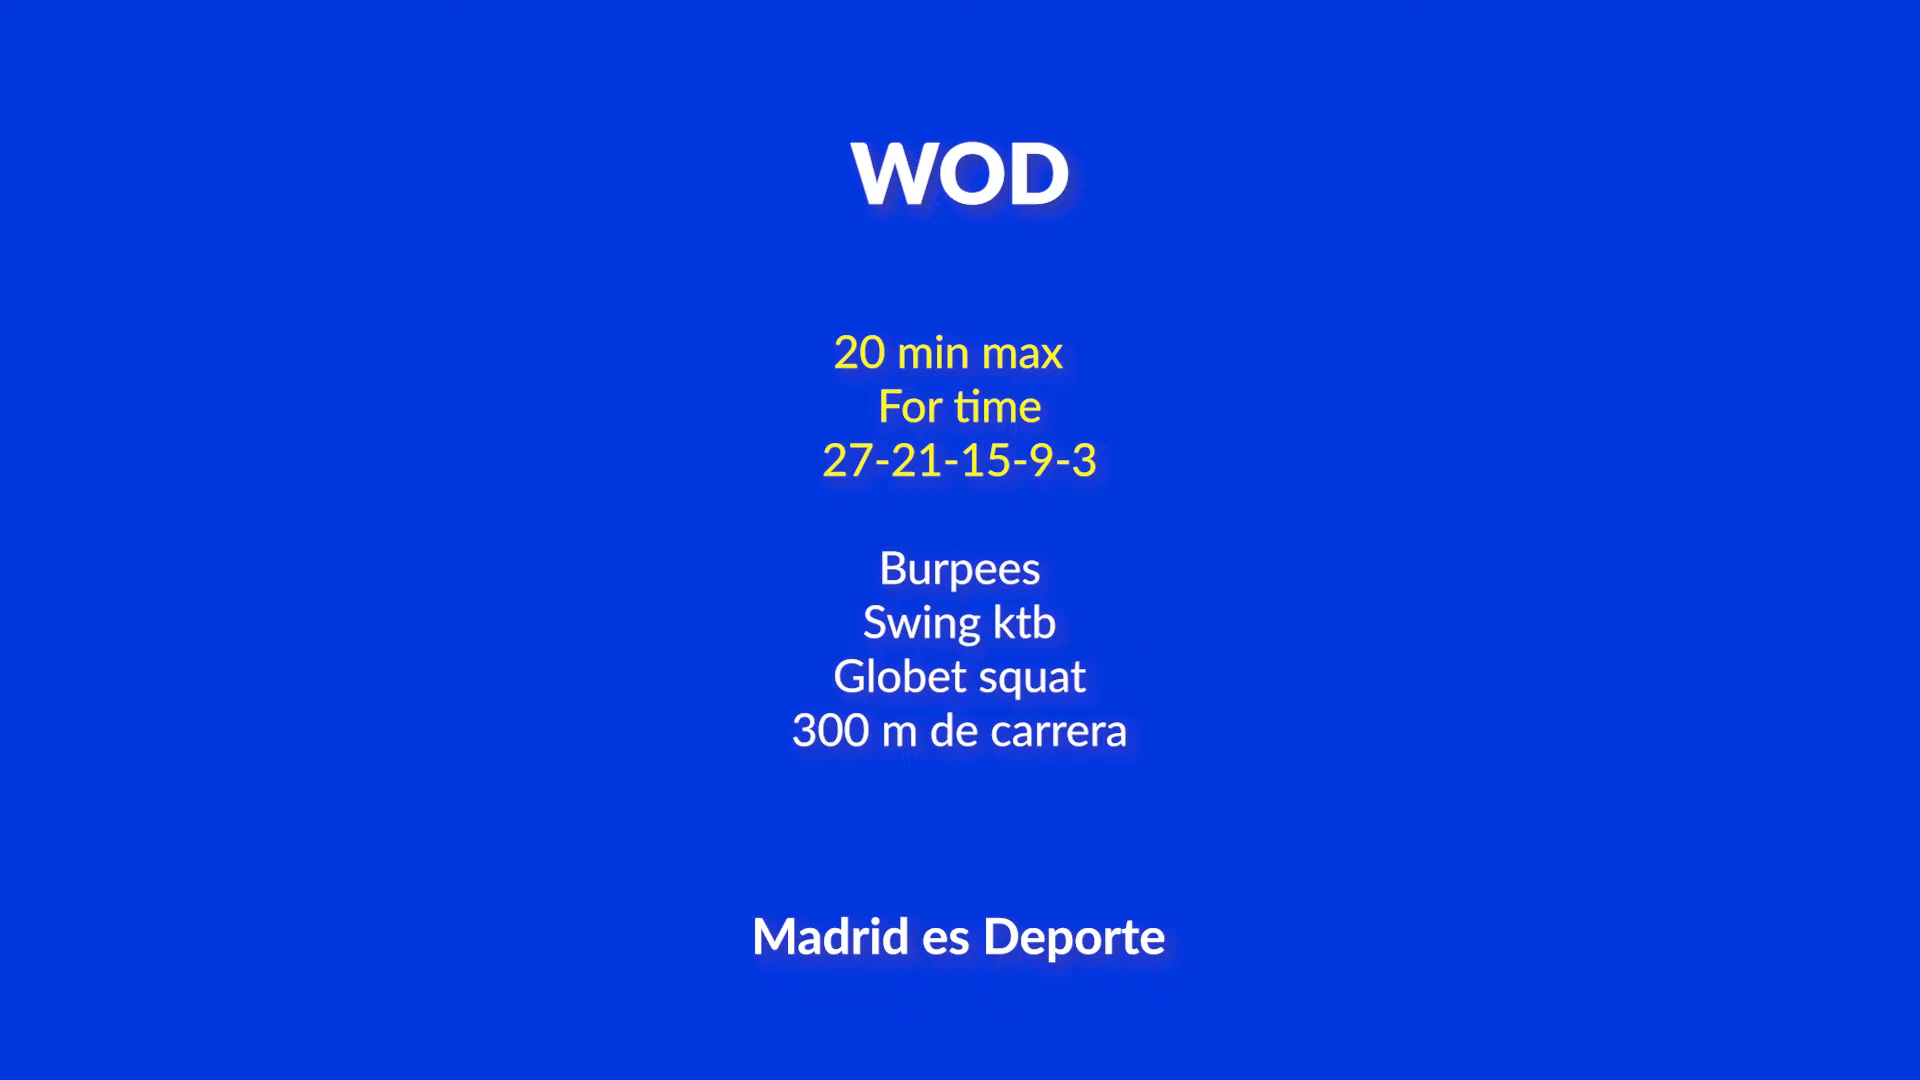 WOD
20 min max
For time
27-21-15-9-3
Burpees
Swing ktb
Globet squat
300 m de carrera
Madrid es Deporte